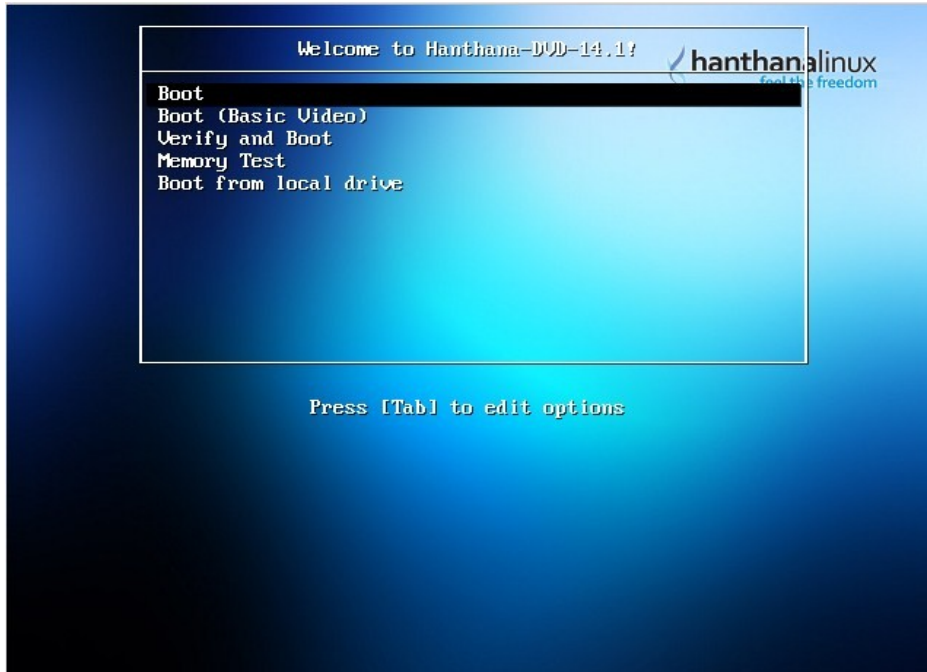 Welcome to Hanthana-DVD-14.1!
hanthanalinux
feel the freedom
Boot
Boot (Basic Video)
Verify and Boot
Memory Test
Boot from local drive
Press [Tab] to edit options